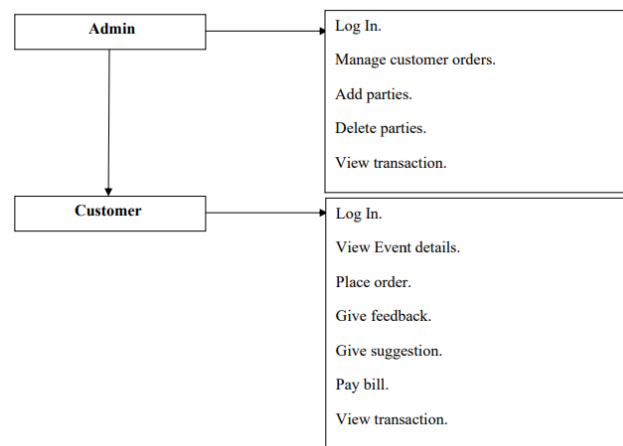 Admin
Log In.
Manage customer orders.
Add parties.
Delete parties.
View transaction.
Customer
Log In.
View Event details.
Place order.
Give feedback.
Give suggestion.
Pay bill.
View transaction.